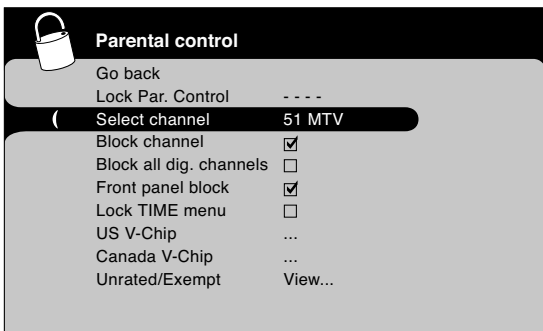 Parental control
Go back
Lock Par. Control - - - -
Select channel 51 MTV
Block channel
Block all dig. channels
Front panel block
Lock TIME menu
US V-Chip ...
Canada V-Chip ...
Unrated/Exempt View...